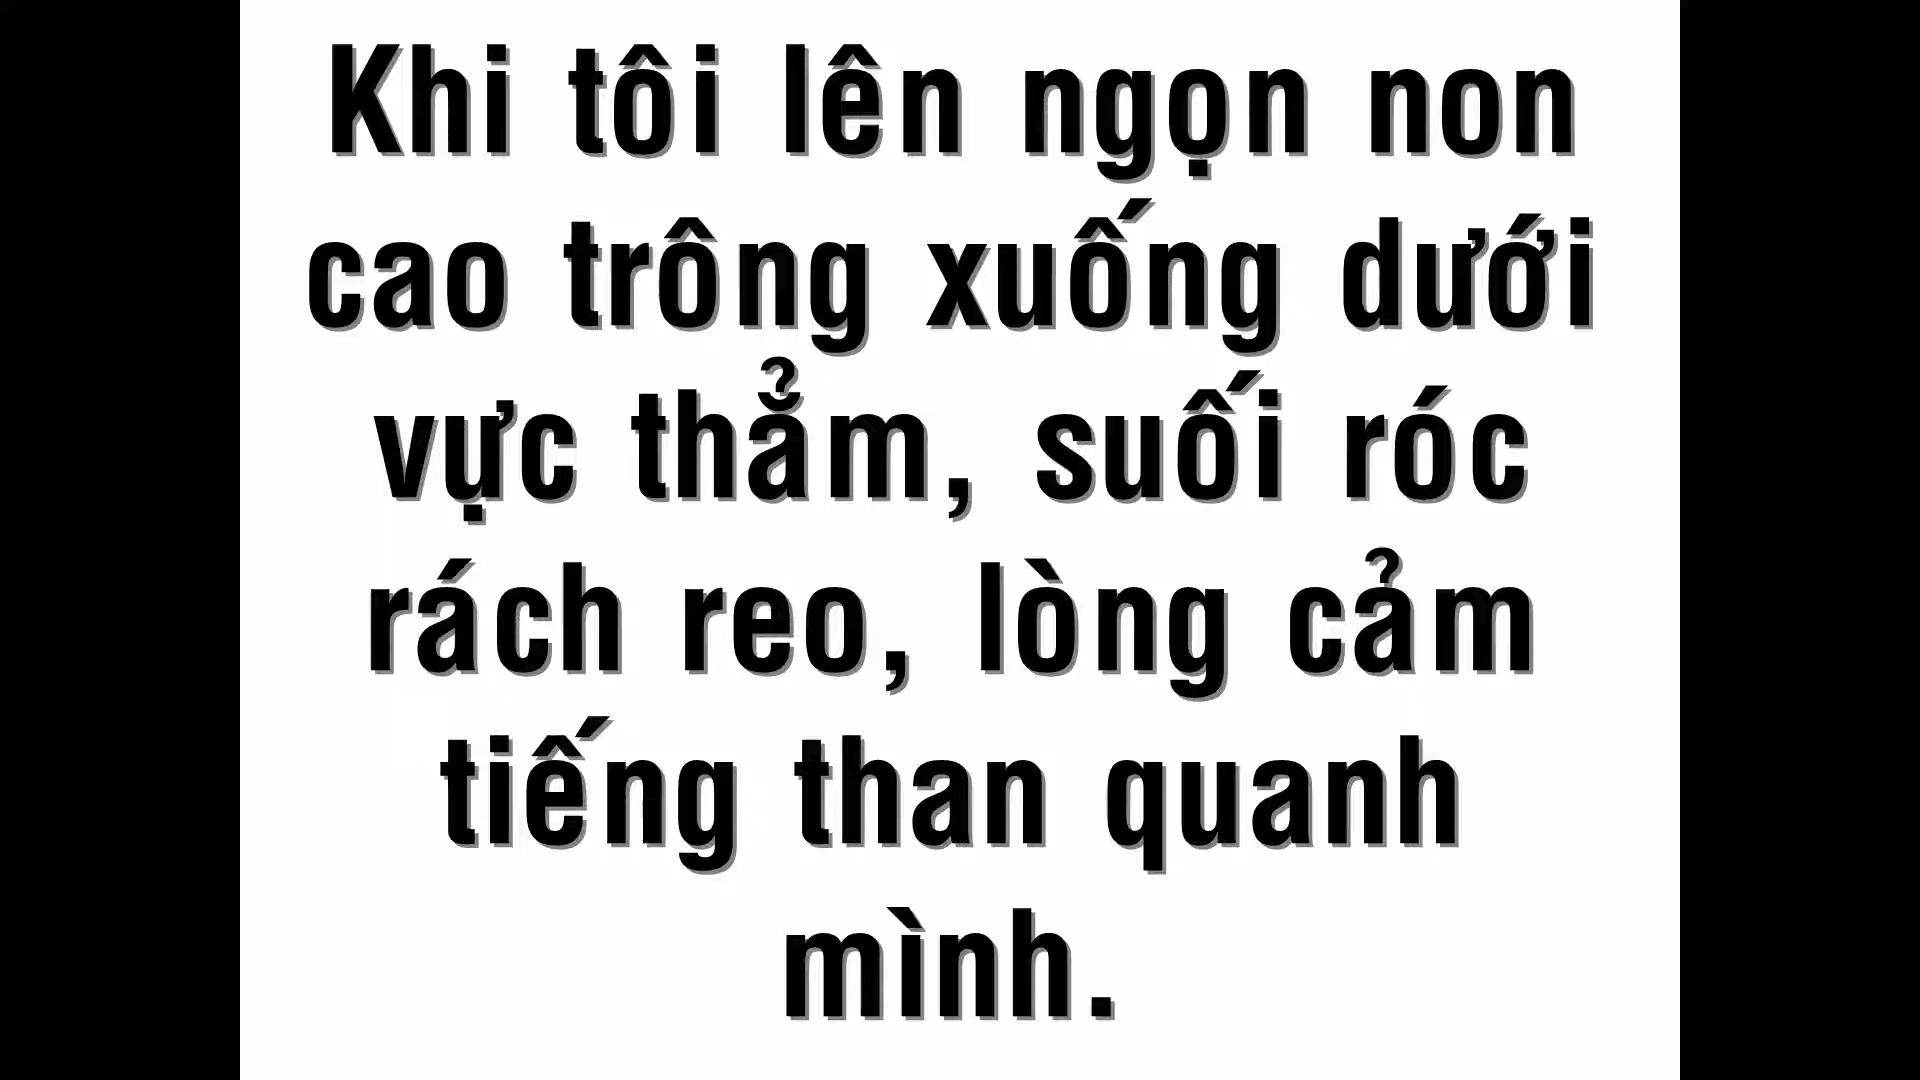 Khi tôi lên ngọn non
cao trông xuống dưới
vực thẳm, suối róc
rách reo, lòng cảm
tiếng than quanh
mình.